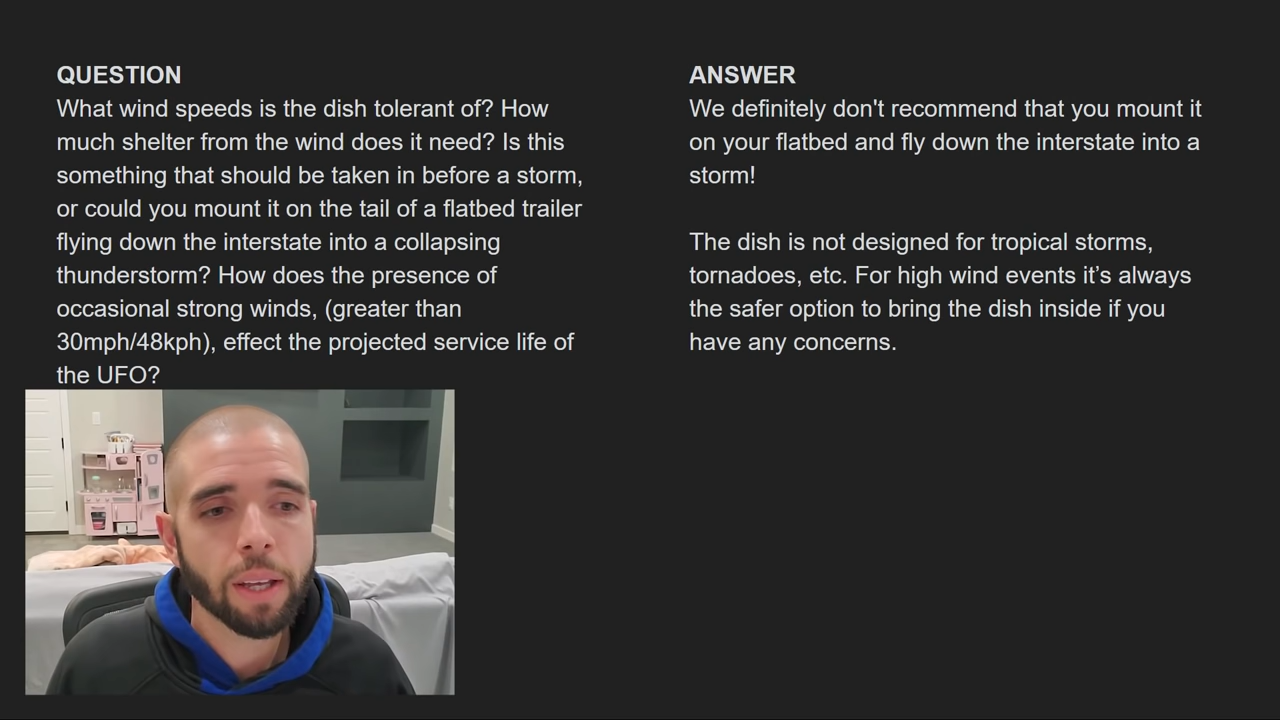 QUESTION
What wind speeds is the dish tolerant of? How
much shelter from the wind does it need? Is this
something that should be taken in before a storm,
or could you mount it on the tail of a flatbed trailer
flying down the interstate into a collapsing
thunderstorm? How does the presence of
occasional strong winds, (greater than
30mph/48kph), effect the projected service life of
the UFO?
ANSWER
We definitely don't recommend that you mount it
on your flatbed and fly down the interstate into a
storm!
The dish is not designed for tropical storms,
tornadoes, etc. For high wind events it’s always
the safer option to bring the dish inside if you
have any concerns.